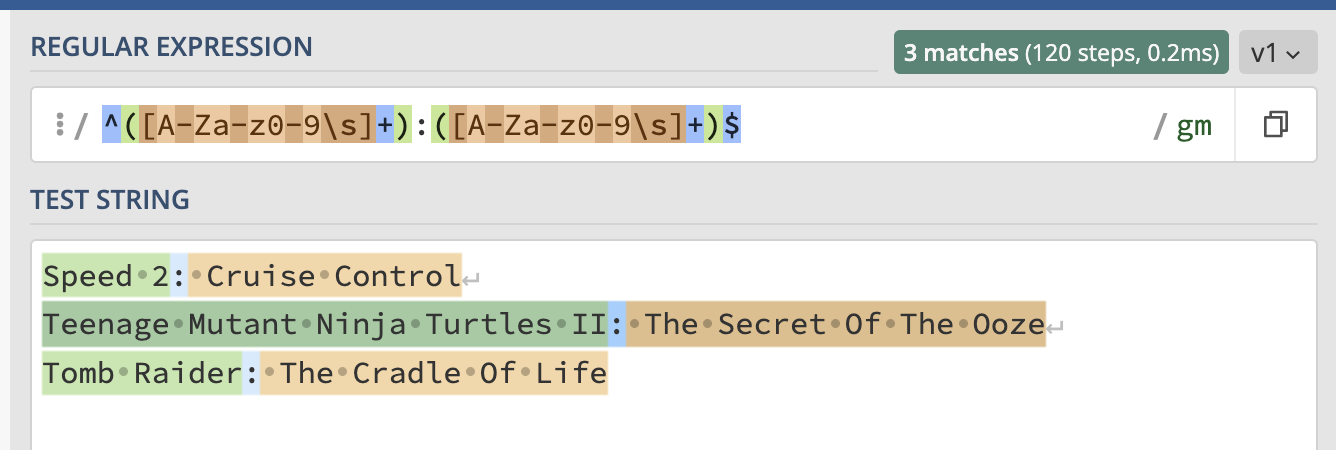 REGULAR EXPRESSION
3 matches (120 steps, 0.2ms)
v1
/ ^([A-Za-z0-9\s]+):([A-Za-z0-9\s]+)$ / gm
TEST STRING
Speed 2: Cruise Control
Teenage Mutant Ninja Turtles II: The Secret Of The Ooze
Tomb Raider: The Cradle Of Life